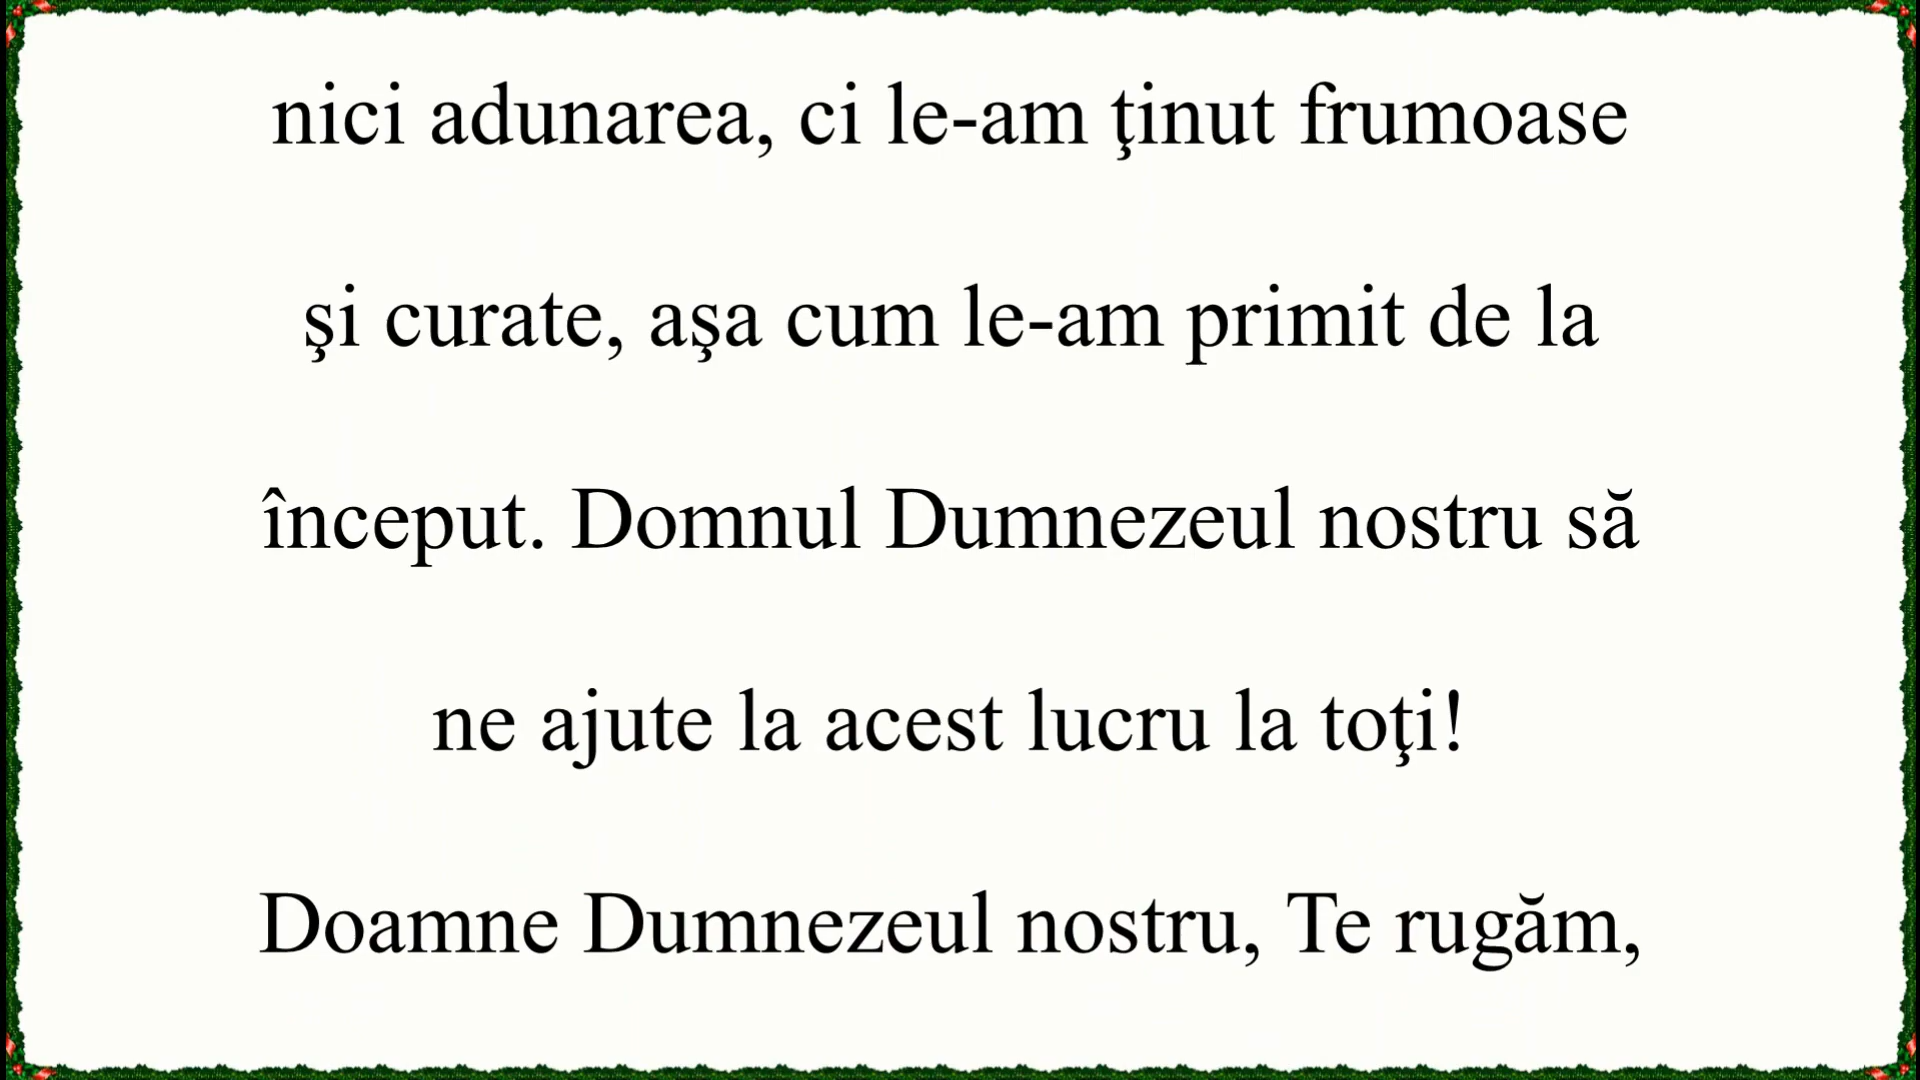 nici adunarea, ci le-am ţinut frumoase
şi curate, aşa cum le-am primit de la
început. Domnul Dumnezeul nostru să
ne ajute la acest lucru la toţi!
Doamne Dumnezeul nostru, Te rugăm,